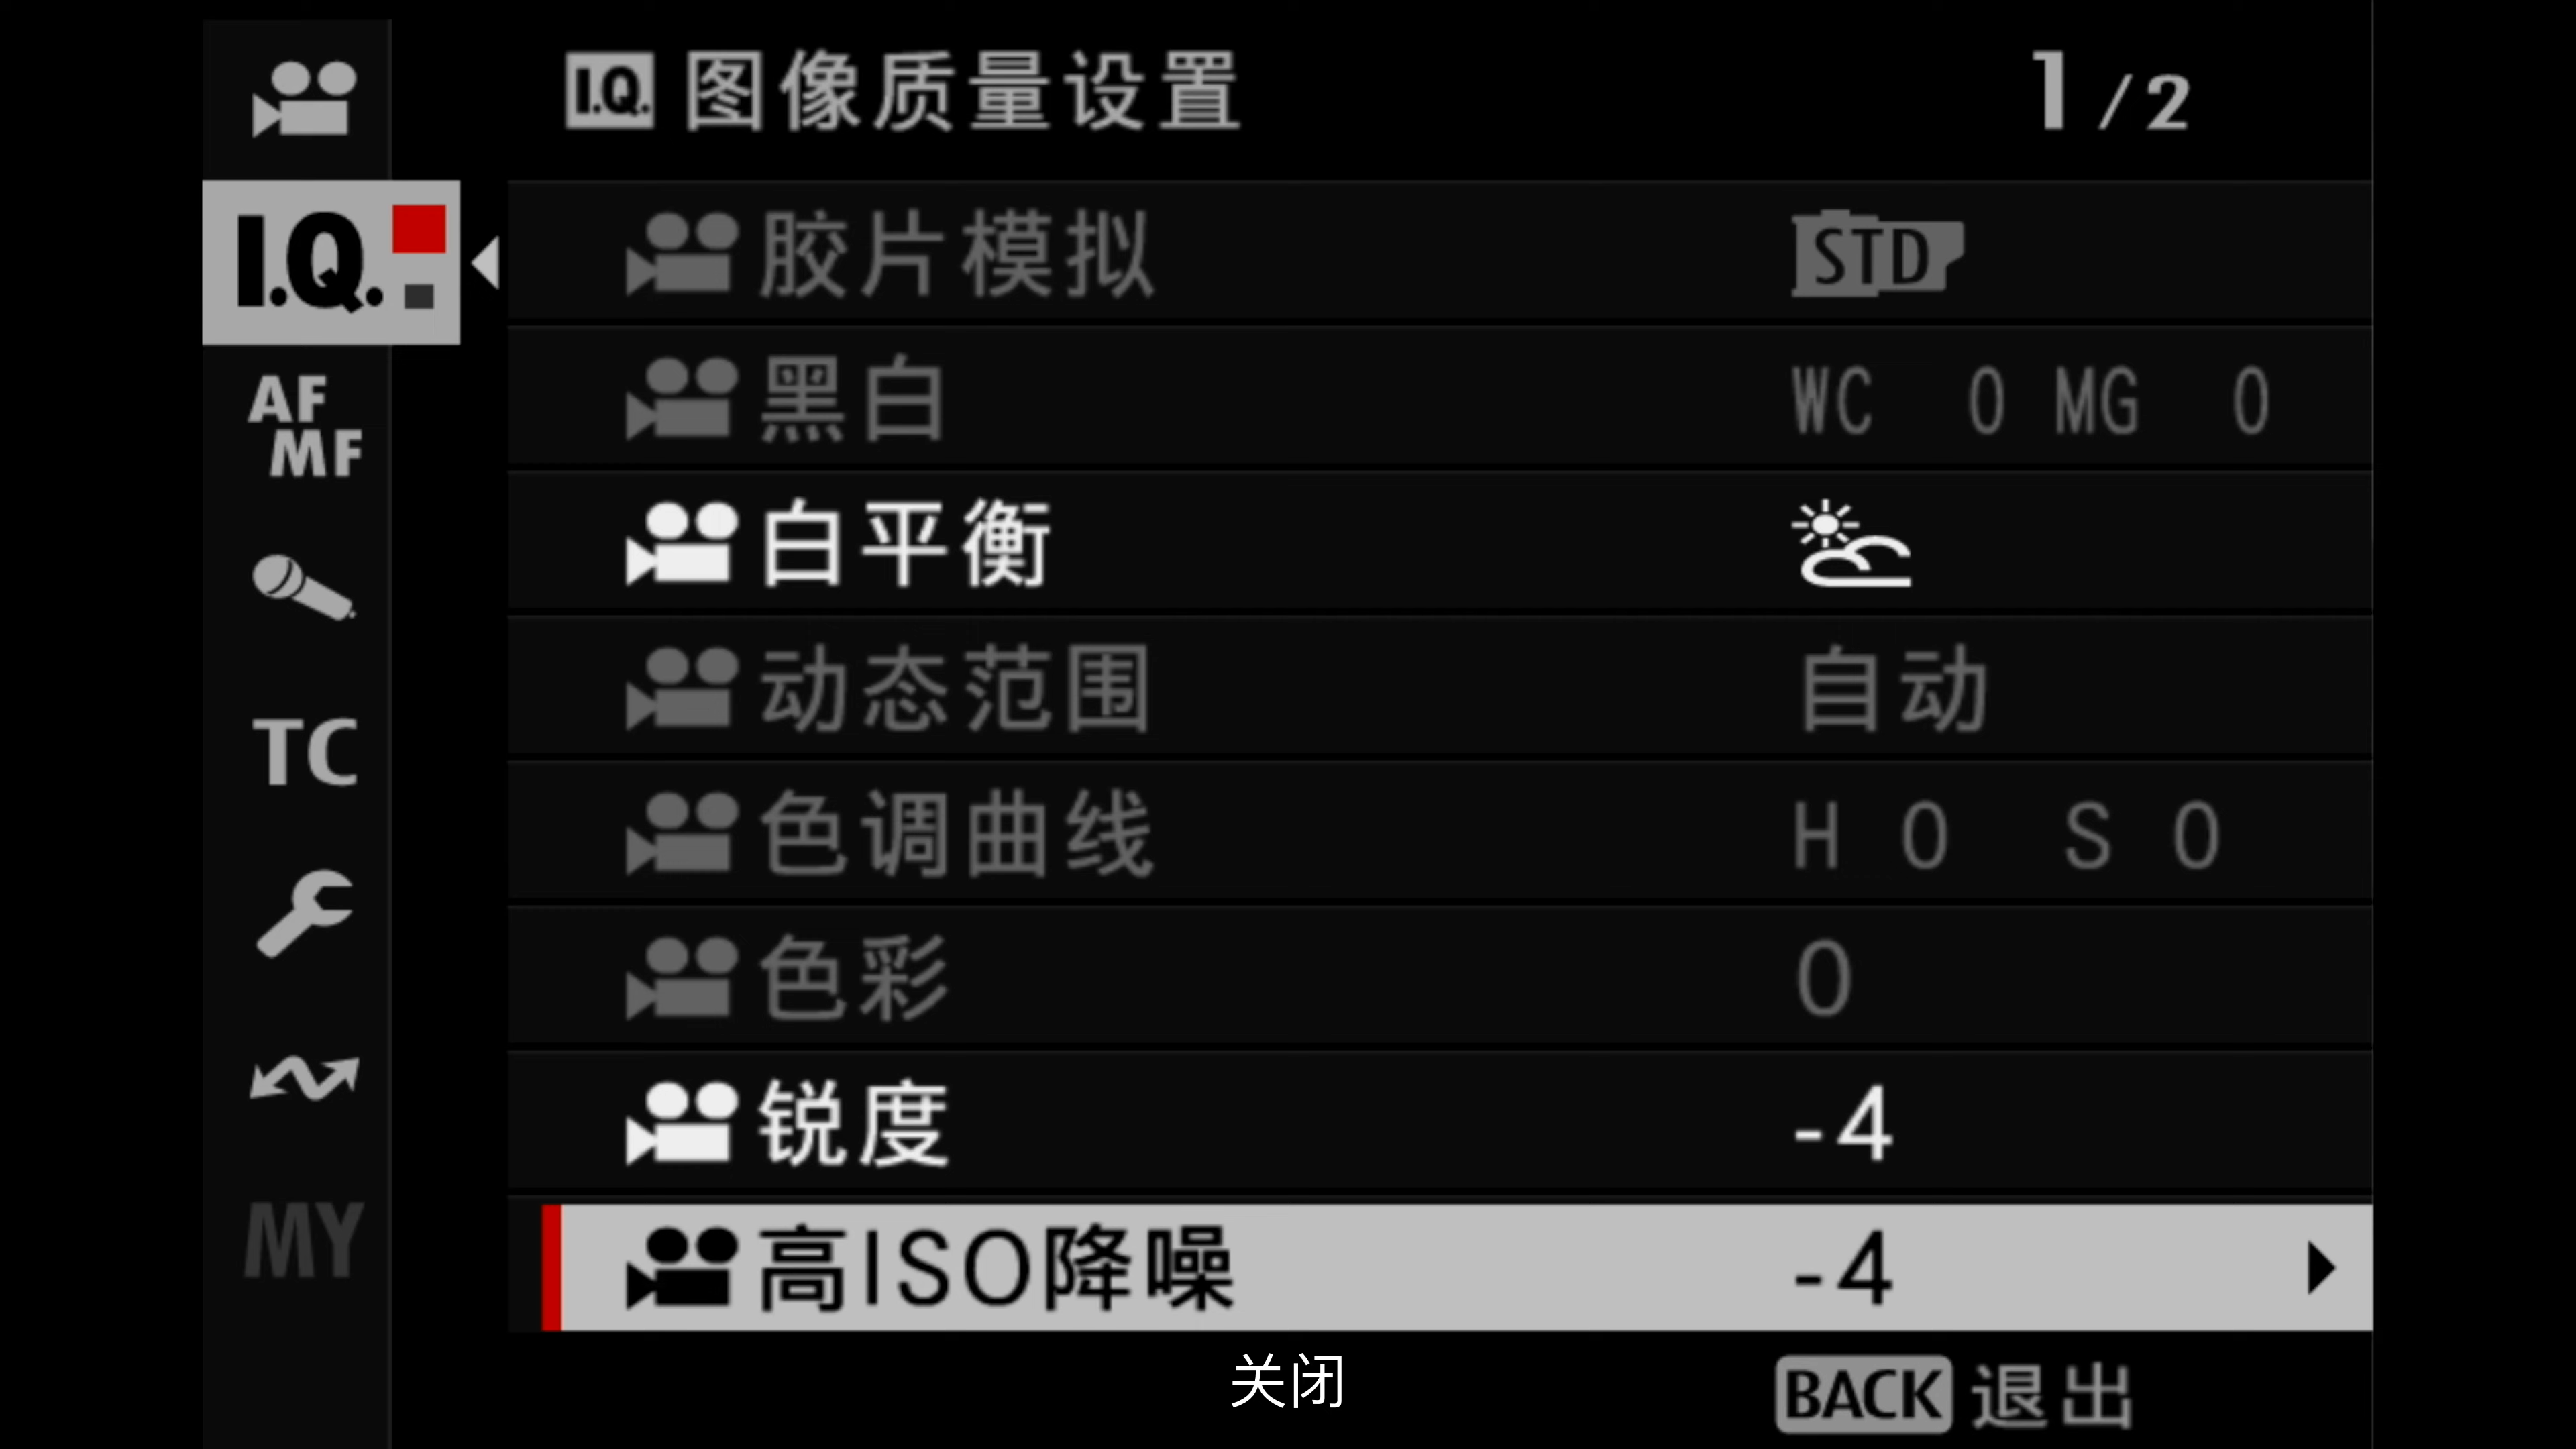 I.Q. 图像质量设置 1/2
I.Q.
胶片模拟 STD
AF
MF
黑白 WC 0 MG 0
白平衡
动态范围 自动
TC
色调曲线 H 0 S 0
色彩 0
锐度 -4
MY
高ISO降噪 -4
关闭
BACK 退出